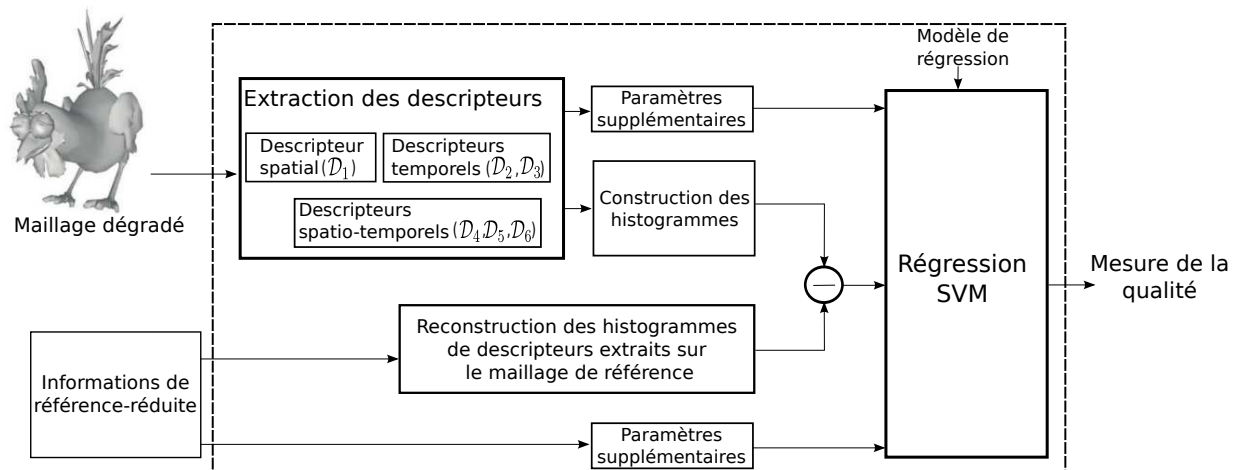 Modèle de
régression
Extraction des descripteurs
Paramètres
supplémentaires
Descripteur
spatial(𝒟₁)
Descripteurs
temporels(𝒟₂,𝒟₃)
Descripteurs
spatio-temporels(𝒟₄,𝒟₅,𝒟₆)
Construction des
histogrammes
Maillage dégradé
Régression
SVM
Mesure de la
qualité
Reconstruction des histogrammes
de descripteurs extraits sur
le maillage de référence
Informations de
référence-réduite
Paramètres
supplémentaires